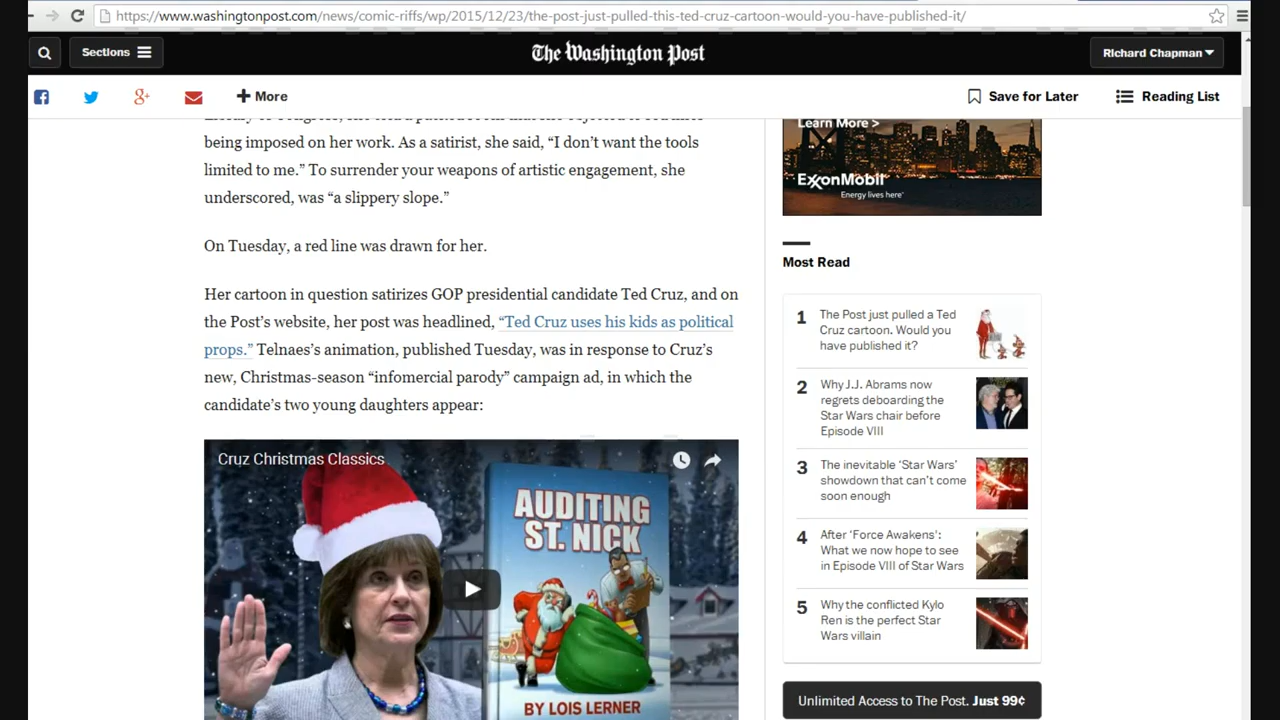 https://www.washingtonpost.com/news/comic-riffs/wp/2015/12/23/the-post-just-pulled-this-ted-cruz-cartoon-would-you-have-published-it/
Sections
The Washington Post
Richard Chapman
g+
More
Save for Later
Reading List
being imposed on her work. As a satirist, she said, “I don’t want the tools
limited to me.” To surrender your weapons of artistic engagement, she
underscored, was “a slippery slope.”
On Tuesday, a red line was drawn for her.
Her cartoon in question satirizes GOP presidential candidate Ted Cruz, and on
the Post’s website, her post was headlined, “Ted Cruz uses his kids as political
props.” Telnaes’s animation, published Tuesday, was in response to Cruz’s
new, Christmas-season “infomercial parody” campaign ad, in which the
candidate’s two young daughters appear:
Cruz Christmas Classics
AUDITING
ST. NICK
BY LOIS LERNER
Learn More >
ExxonMobil
Energy lives here
Most Read
1
The Post just pulled a Ted
Cruz cartoon. Would you
have published it?
2
Why J.J. Abrams now
regrets deboarding the
Star Wars chair before
Episode VIII
3
The inevitable ‘Star Wars’
showdown that can’t come
soon enough
4
After ‘Force Awakens’:
What we now hope to see
in Episode VIII of Star Wars
5
Why the conflicted Kylo
Ren is the perfect Star
Wars villain
Unlimited Access to The Post. Just 99¢